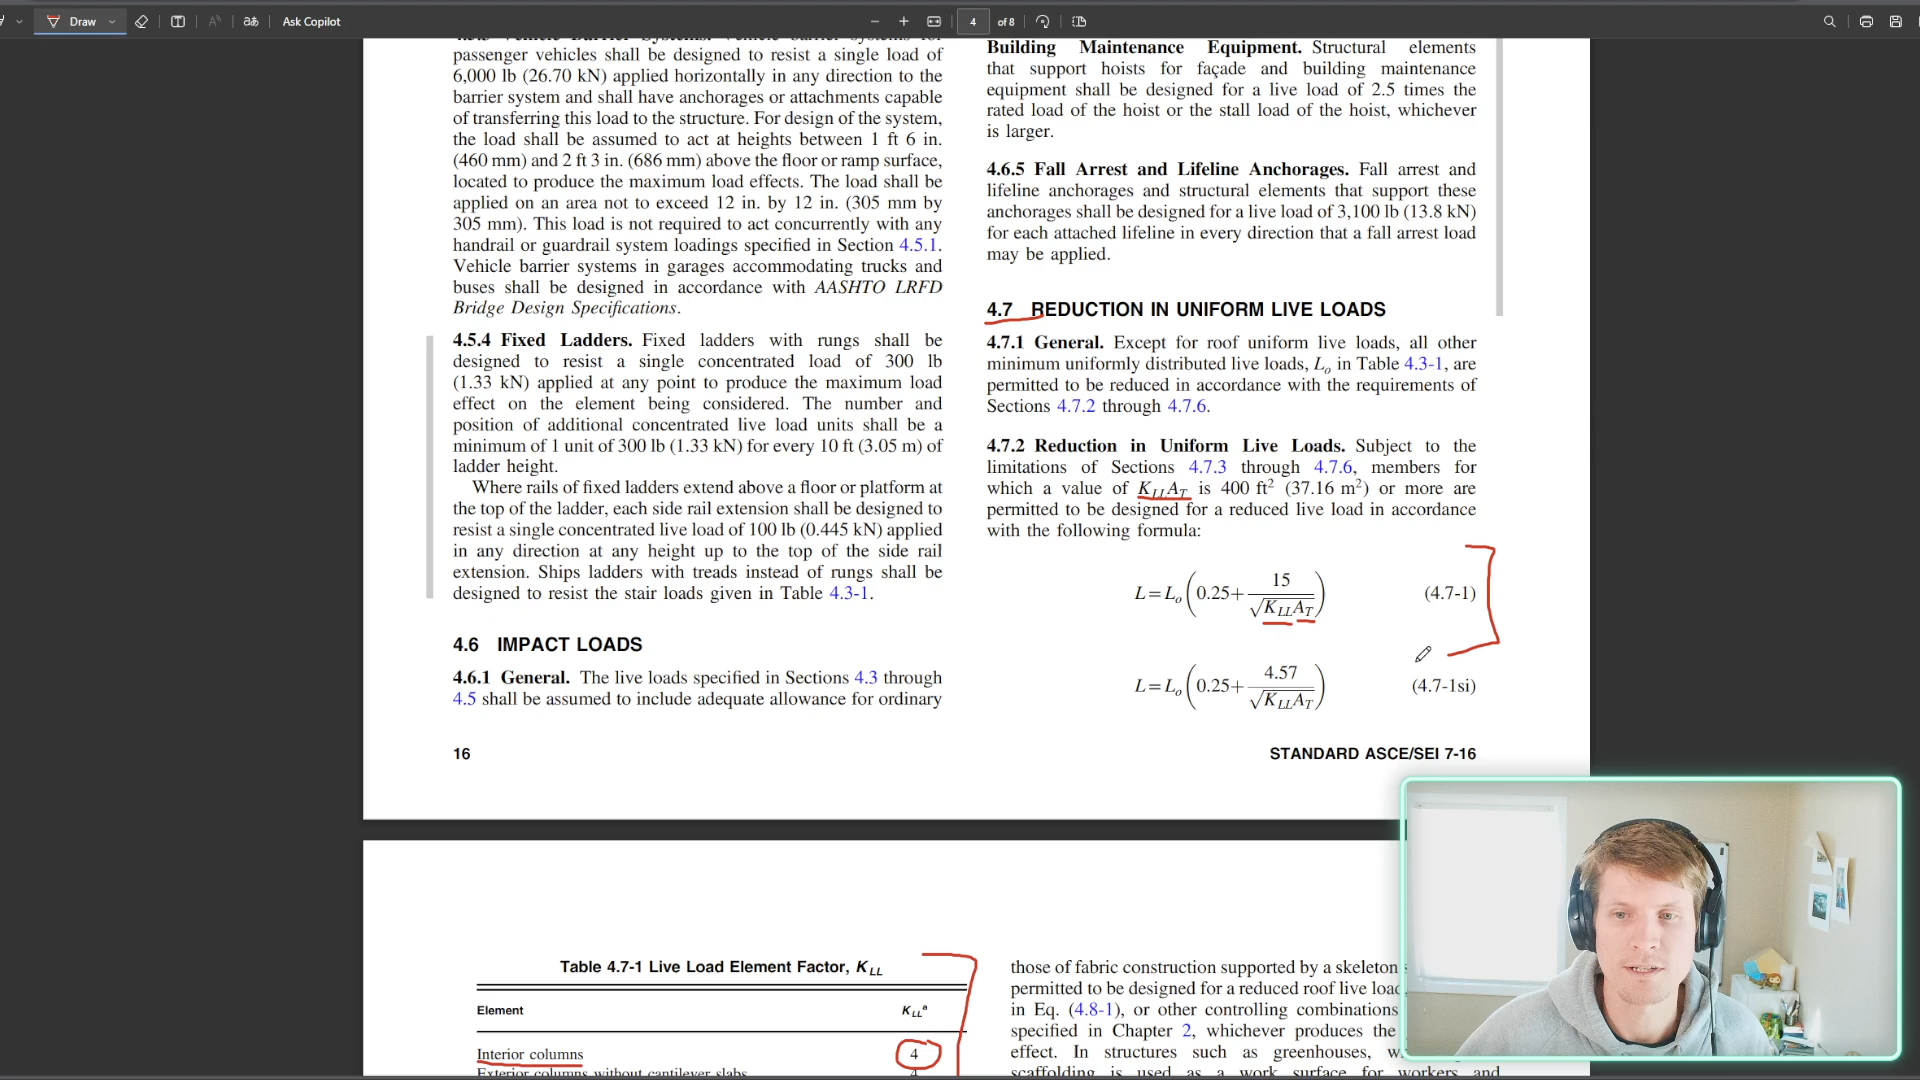 Draw
aあ
Ask Copilot
4
of 8
4.5.3 Vehicle Barrier Systems. Vehicle barrier systems for
passenger vehicles shall be designed to resist a single load of
6,000 lb (26.70 kN) applied horizontally in any direction to the
barrier system and shall have anchorages or attachments capable
of transferring this load to the structure. For design of the system,
the load shall be assumed to act at heights between 1 ft 6 in.
(460 mm) and 2 ft 3 in. (686 mm) above the floor or ramp surface,
located to produce the maximum load effects. The load shall be
applied on an area not to exceed 12 in. by 12 in. (305 mm by
305 mm). This load is not required to act concurrently with any
handrail or guardrail system loadings specified in Section 4.5.1.
Vehicle barrier systems in garages accommodating trucks and
buses shall be designed in accordance with AASHTO LRFD
Bridge Design Specifications.
4.5.4 Fixed Ladders. Fixed ladders with rungs shall be
designed to resist a single concentrated load of 300 lb
(1.33 kN) applied at any point to produce the maximum load
effect on the element being considered. The number and
position of additional concentrated live load units shall be a
minimum of 1 unit of 300 lb (1.33 kN) for every 10 ft (3.05 m) of
ladder height.
Where rails of fixed ladders extend above a floor or platform at
the top of the ladder, each side rail extension shall be designed to
resist a single concentrated live load of 100 lb (0.445 kN) applied
in any direction at any height up to the top of the side rail
extension. Ships ladders with treads instead of rungs shall be
designed to resist the stair loads given in Table 4.3-1.
4.6 IMPACT LOADS
4.6.1 General. The live loads specified in Sections 4.3 through
4.5 shall be assumed to include adequate allowance for ordinary
16
Building Maintenance Equipment. Structural elements
that support hoists for façade and building maintenance
equipment shall be designed for a live load of 2.5 times the
rated load of the hoist or the stall load of the hoist, whichever
is larger.
4.6.5 Fall Arrest and Lifeline Anchorages. Fall arrest and
lifeline anchorages and structural elements that support these
anchorages shall be designed for a live load of 3,100 lb (13.8 kN)
for each attached lifeline in every direction that a fall arrest load
may be applied.
4.7 REDUCTION IN UNIFORM LIVE LOADS
4.7.1 General. Except for roof uniform live loads, all other
minimum uniformly distributed live loads, Lo in Table 4.3-1, are
permitted to be reduced in accordance with the requirements of
Sections 4.7.2 through 4.7.6.
4.7.2 Reduction in Uniform Live Loads. Subject to the
limitations of Sections 4.7.3 through 4.7.6, members for
which a value of KLLAT is 400 ft² (37.16 m²) or more are
permitted to be designed for a reduced live load in accordance
with the following formula:
L=Lo(0.25+15/√KLLAT) (4.7-1)
L=Lo(0.25+4.57/√KLLAT) (4.7-1si)
STANDARD ASCE/SEI 7-16
Table 4.7-1 Live Load Element Factor, KLL
Element KLLa
Interior columns 4
Exterior columns without cantilever slabs 4
those of fabric construction supported by a skeleton
permitted to be designed for a reduced roof live
in Eq. (4.8-1), or other controlling combinations
specified in Chapter 2, whichever produces the
effect. In structures such as greenhouses,
scaffolding is used as a work surface for workers and